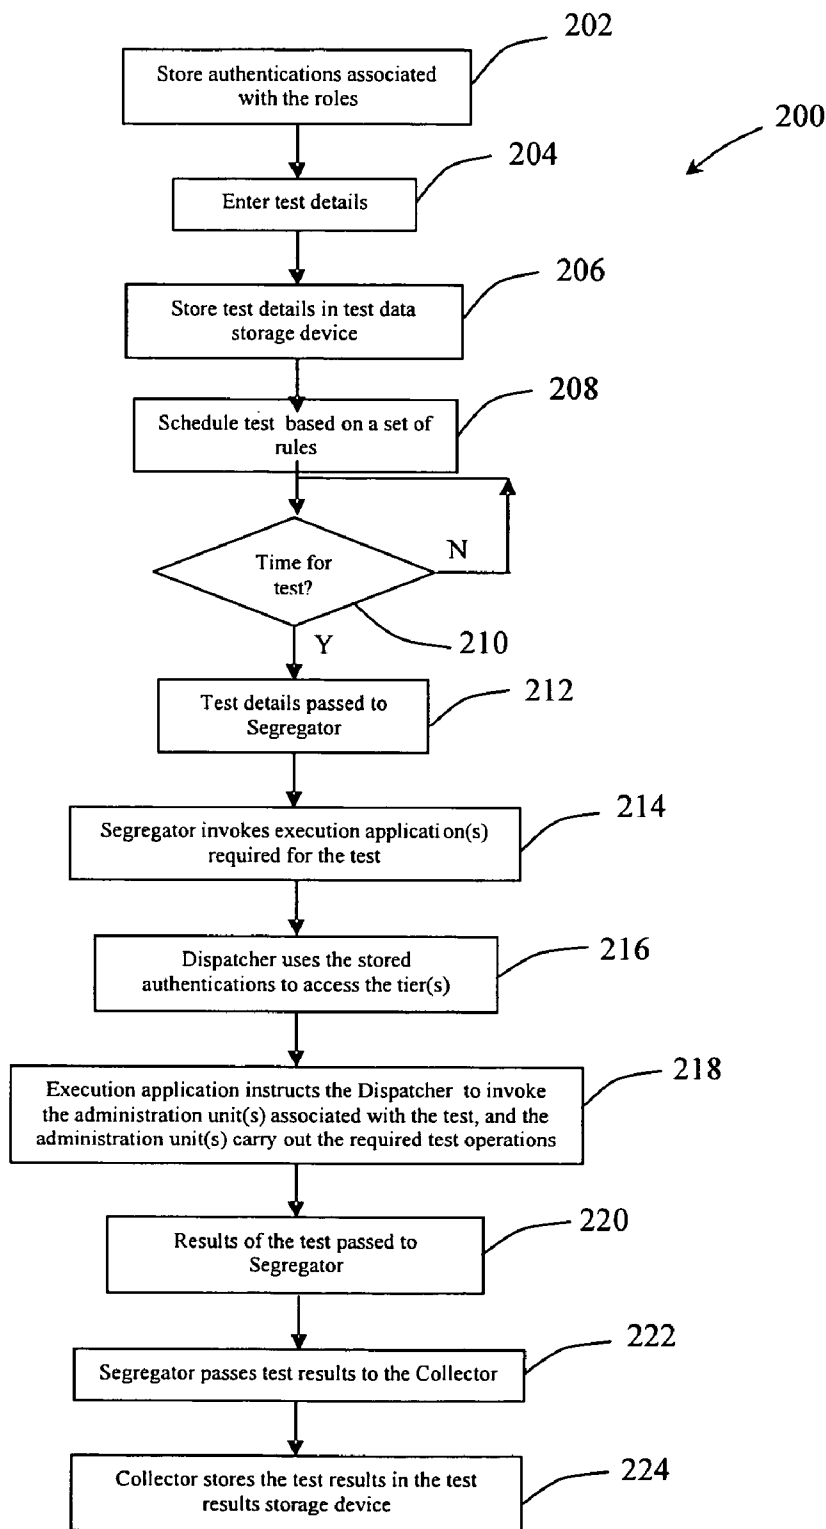 202
Store authentications associated
with the roles
200
204
Enter test details
206
Store test details in test data
storage device
208
Schedule test based on a set of
rules
N
Time for
test?
210
Y
212
Test details passed to
Segregator
214
Segregator invokes execution application(s)
required for the test
216
Dispatcher uses the stored
authentications to access the tier(s)
218
Execution application instructs the Dispatcher to invoke
the administration unit(s) associated with the test, and the
administration unit(s) carry out the required test operations
220
Results of the test passed to
Segregator
222
Segregator passes test results to the Collector
224
Collector stores the test results in the test
results storage device